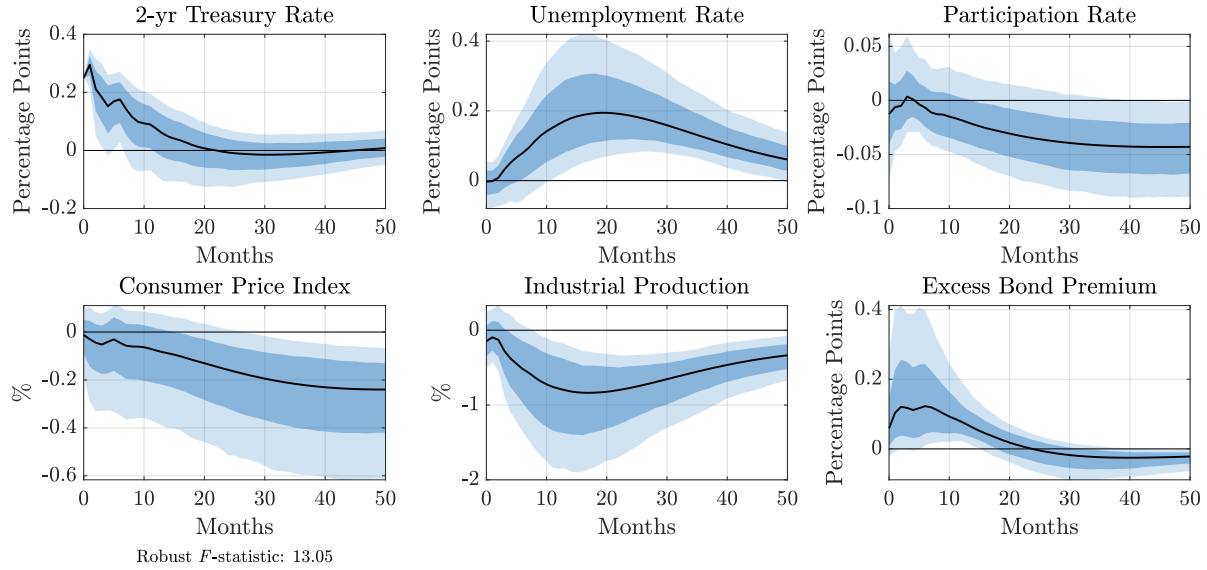 2-yr Treasury Rate
Percentage Points
0.4
0.2
0
-0.2
0 10 20 30 40 50
Months
Unemployment Rate
Percentage Points
0.4
0.2
0
0 10 20 30 40 50
Months
Participation Rate
Percentage Points
0.05
0
-0.05
-0.1
0 10 20 30 40 50
Months
Consumer Price Index
%
0
-0.2
-0.4
-0.6
0 10 20 30 40 50
Months
Industrial Production
%
0
-1
-2
0 10 20 30 40 50
Months
Excess Bond Premium
Percentage Points
0.4
0.2
0
0 10 20 30 40 50
Months
Robust F-statistic: 13.05